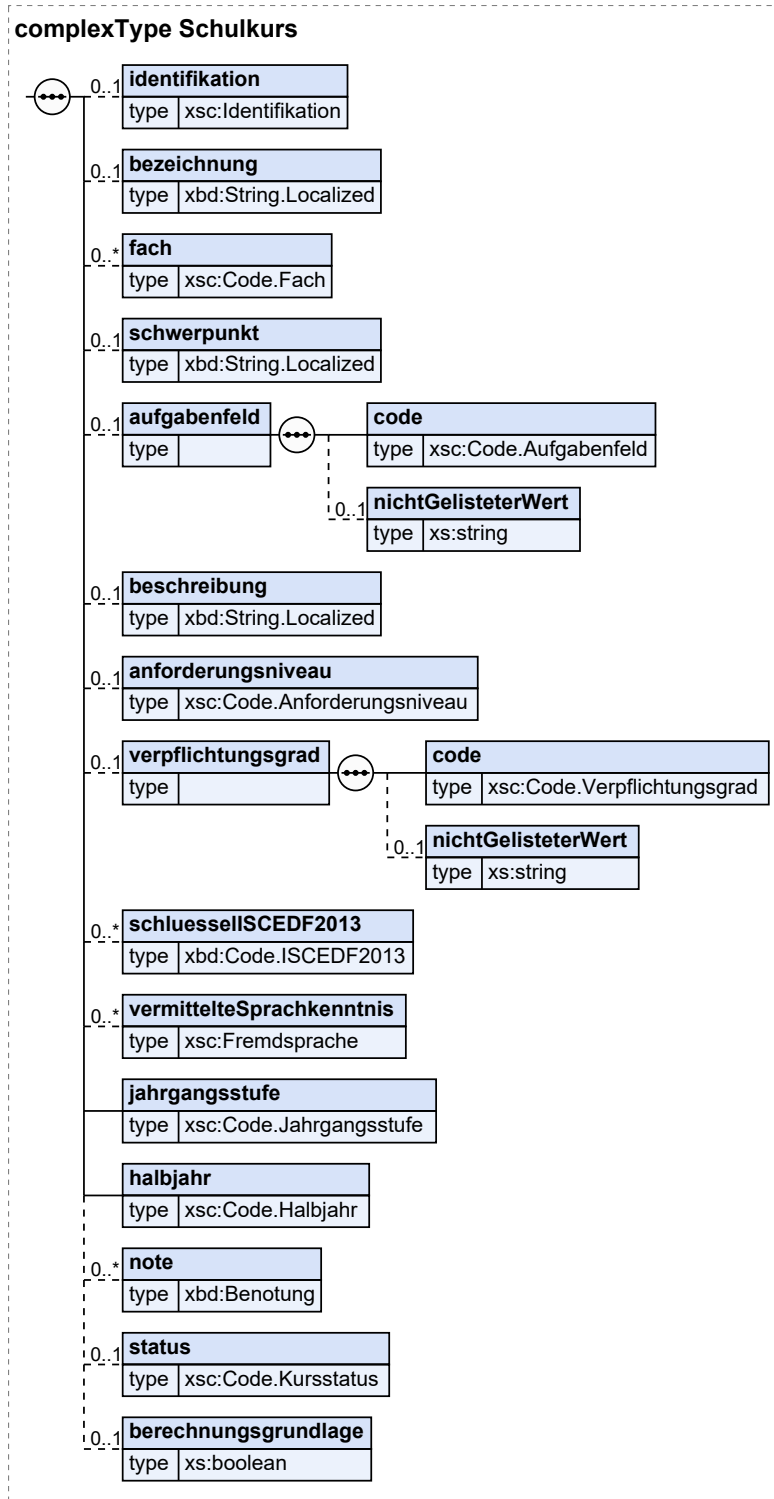 complexType Schulkurs
0..1 identifikation
type xsc:Identifikation
0..1 bezeichnung
type xbd:String.Localized
0..* fach
type xsc:Code.Fach
0..1 schwerpunkt
type xbd:String.Localized
0..1 aufgabenfeld
type
code
type xsc:Code.Aufgabenfeld
0..1 nichtGelisteterWert
type xs:string
0..1 beschreibung
type xbd:String.Localized
0..1 anforderungsniveau
type xsc:Code.Anforderungsniveau
0..1 verpflichtungsgrad
type
code
type xsc:Code.Verpflichtungsgrad
0..1 nichtGelisteterWert
type xs:string
0..* schluesselISCEDF2013
type xbd:Code.ISCEDF2013
0..* vermittelteSprachkenntnis
type xsc:Fremdsprache
jahrgangsstufe
type xsc:Code.Jahrgangsstufe
halbjahr
type xsc:Code.Halbjahr
0..* note
type xbd:Benotung
0..1 status
type xsc:Code.Kursstatus
0..1 berechnungsgrundlage
type xs:boolean